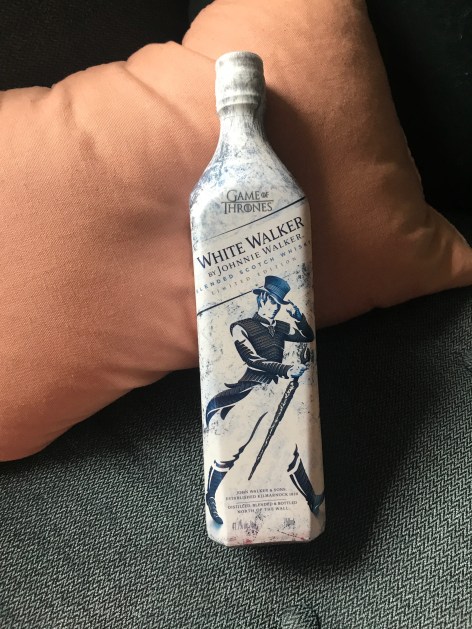 GAME OF
THRONES
WHITE WALKER
BY JOHNNIE WALKER
BLENDED SCOTCH WHISKY
LIMITED EDITION
JOHN WALKER & SONS
ESTABLISHED KILMARNOCK 1820
DISTILLED, BLENDED & BOTTLED
NORTH OF THE WALL.